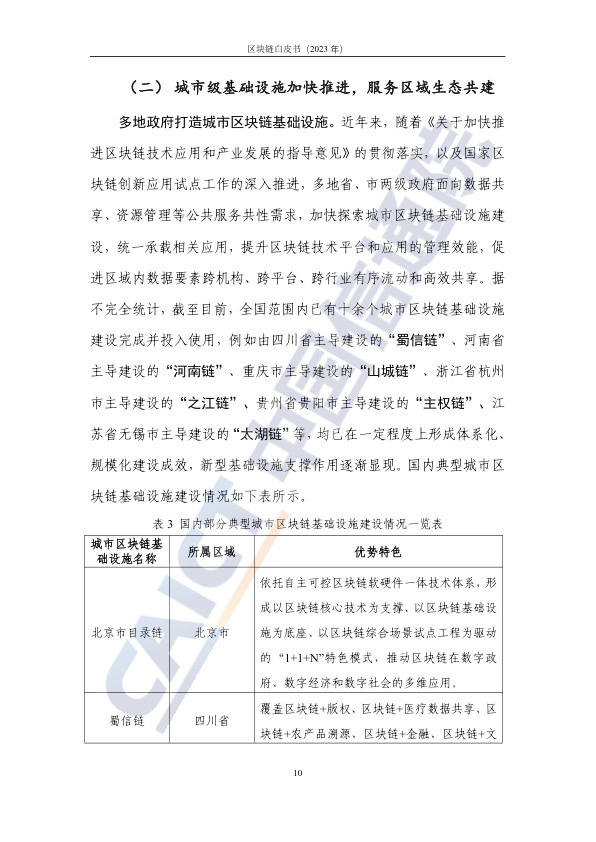 区块链白皮书（2023 年）
（二） 城市级基础设施加快推进，服务区域生态共建
多地政府打造城市区块链基础设施。近年来，随着《关于加快推
进区块链技术应用和产业发展的指导意见》的贯彻落实，以及国家区
块链创新应用试点工作的深入推进，多地省、市两级政府面向数据共
享、资源管理等公共服务共性需求，加快探索城市区块链基础设施建
设，统一承载相关应用，提升区块链技术平台和应用的管理效能，促
进区域内数据要素跨机构、跨平台、跨行业有序流动和高效共享。据
不完全统计，截至目前，全国范围内已有十余个城市区块链基础设施
建设完成并投入使用，例如由四川省主导建设的“蜀信链”、河南省
主导建设的“河南链”、重庆市主导建设的“山城链”、浙江省杭州
市主导建设的“之江链”、贵州省贵阳市主导建设的“主权链”、江
苏省无锡市主导建设的“太湖链”等，均已在一定程度上形成体系化、
规模化建设成效，新型基础设施支撑作用逐渐显现。国内典型城市区
块链基础设施建设情况如下表所示。
表 3 国内部分典型城市区块链基础设施建设情况一览表
城市区块链基
础设施名称
所属区域
优势特色
北京市目录链
北京市
依托自主可控区块链软硬件一体技术体系，形
成以区块链核心技术为支撑、以区块链基础设
施为底座、以区块链综合场景试点工程为驱动
的“1+1+N”特色模式，推动区块链在数字政
府、数字经济和数字社会的多维应用。
蜀信链
四川省
覆盖区块链+版权、区块链+医疗数据共享、区
块链+农产品溯源、区块链+金融、区块链+文
10
CAICT 中国信通院